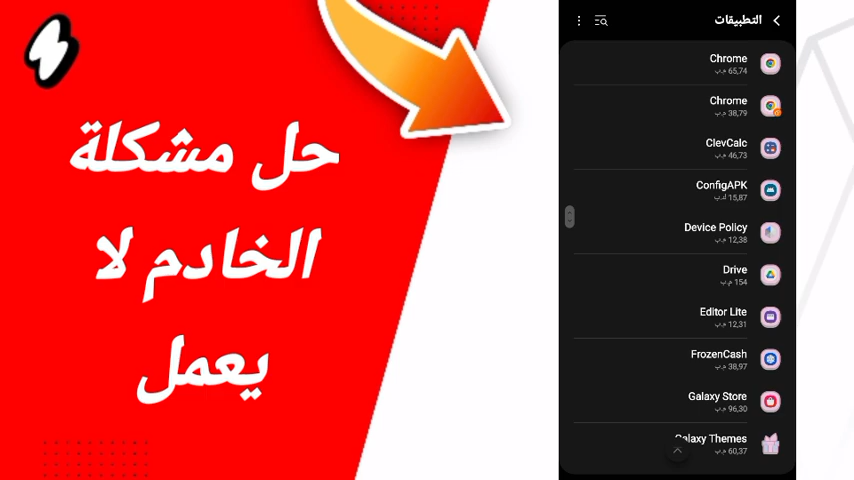 حل مشكلة
الخادم لا
يعمل
التطبيقات
Chrome
65,74 م.ب
Chrome
38,79 م.ب
ClevCalc
46,73 م.ب
ConfigAPK
15,87 ك.ب
Device Policy
12,38 م.ب
Drive
154 م.ب
Editor Lite
12,31 م.ب
FrozenCash
38,97 م.ب
Galaxy Store
96,30 م.ب
Galaxy Themes
60,37 م.ب